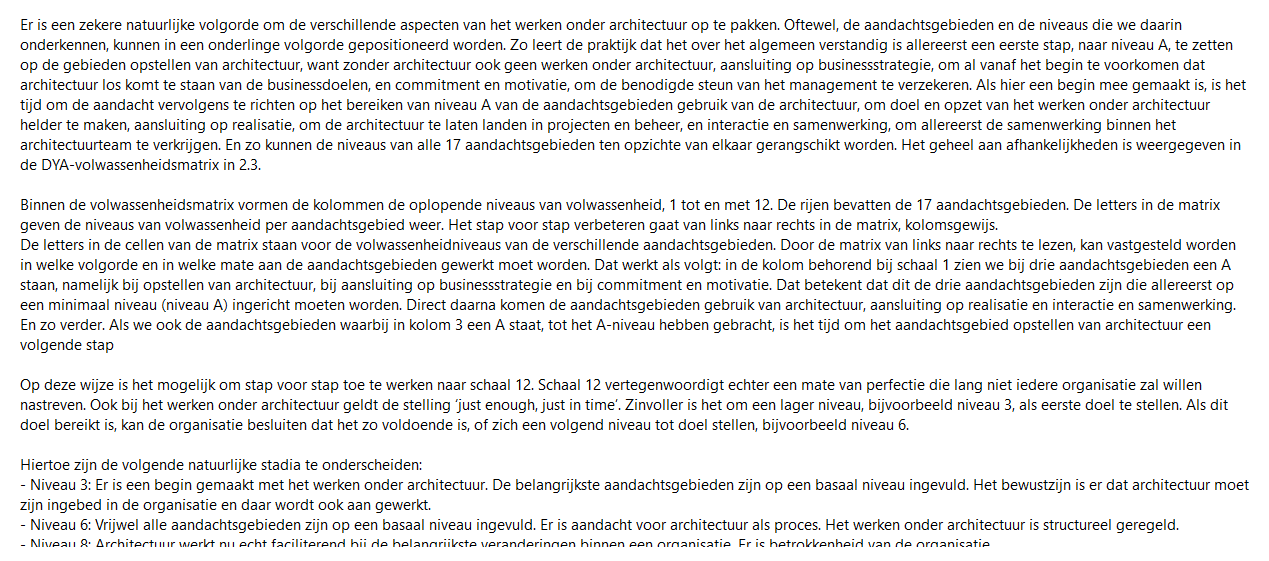 Er is een zekere natuurlijke volgorde om de verschillende aspecten van het werken onder architectuur op te pakken. Oftewel, de aandachtsgebieden en de niveaus die we daarin
onderkennen, kunnen in een onderlinge volgorde gepositioneerd worden. Zo leert de praktijk dat het over het algemeen verstandig is allereerst een eerste stap, naar niveau A, te zetten
op de gebieden opstellen van architectuur, want zonder architectuur ook geen werken onder architectuur, aansluiting op businessstrategie, om al vanaf het begin te voorkomen dat
architectuur los komt te staan van de businessdoelen, en commitment en motivatie, om de benodigde steun van het management te verzekeren. Als hier een begin mee gemaakt is, is het
tijd om de aandacht vervolgens te richten op het bereiken van niveau A van de aandachtsgebieden gebruik van de architectuur, om doel en opzet van het werken onder architectuur
helder te maken, aansluiting op realisatie, om de architectuur te laten landen in projecten en beheer, en interactie en samenwerking, om allereerst de samenwerking binnen het
architectuurteam te verkrijgen. En zo kunnen de niveaus van alle 17 aandachtsgebieden ten opzichte van elkaar gerangschikt worden. Het geheel aan afhankelijkheden is weergegeven in
de DYA-volwassenheidsmatrix in 2.3.
Binnen de volwassenheidsmatrix vormen de kolommen de oplopende niveaus van volwassenheid, 1 tot en met 12. De rijen bevatten de 17 aandachtsgebieden. De letters in de matrix
geven de niveaus van volwassenheid per aandachtsgebied weer. Het stap voor stap verbeteren gaat van links naar rechts in de matrix, kolomsgewijs.
De letters in de cellen van de matrix staan voor de volwassenheidniveaus van de verschillende aandachtsgebieden. Door de matrix van links naar rechts te lezen, kan vastgesteld worden
in welke volgorde en in welke mate aan de aandachtsgebieden gewerkt moet worden. Dat werkt als volgt: in de kolom behorend bij schaal 1 zien we bij drie aandachtsgebieden een A
staan, namelijk bij opstellen van architectuur, bij aansluiting op businessstrategie en bij commitment en motivatie. Dat betekent dat dit de drie aandachtsgebieden zijn die allereerst op
een minimaal niveau (niveau A) ingericht moeten worden. Direct daarna komen de aandachtsgebieden gebruik van architectuur, aansluiting op realisatie en interactie en samenwerking.
En zo verder. Als we ook de aandachtsgebieden waarbij in kolom 3 een A staat, tot het A-niveau hebben gebracht, is het tijd om het aandachtsgebied opstellen van architectuur een
volgende stap
Op deze wijze is het mogelijk om stap voor stap toe te werken naar schaal 12. Schaal 12 vertegenwoordigt echter een mate van perfectie die lang niet iedere organisatie zal willen
nastreven. Ook bij het werken onder architectuur geldt de stelling ‘just enough, just in time’. Zinvoller is het om een lager niveau, bijvoorbeeld niveau 3, als eerste doel te stellen. Als dit
doel bereikt is, kan de organisatie besluiten dat het zo voldoende is, of zich een volgend niveau tot doel stellen, bijvoorbeeld niveau 6.
Hiertoe zijn de volgende natuurlijke stadia te onderscheiden:
- Niveau 3: Er is een begin gemaakt met het werken onder architectuur. De belangrijkste aandachtsgebieden zijn op een basaal niveau ingevuld. Het bewustzijn is er dat architectuur moet
zijn ingebed in de organisatie en daar wordt ook aan gewerkt.
- Niveau 6: Vrijwel alle aandachtsgebieden zijn op een basaal niveau ingevuld. Er is aandacht voor architectuur als proces. Het werken onder architectuur is structureel geregeld.
- Niveau 8: Architectuur werkt nu echt faciliterend bij de belangrijkste veranderingen binnen een organisatie. Er is betrokkenheid van de organisatie